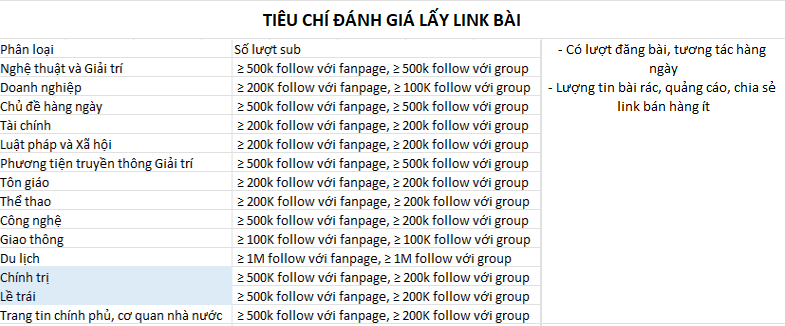 TIÊU CHÍ ĐÁNH GIÁ LẤY LINK BÀI
Phân loại Số lượt sub
Nghệ thuật và Giải trí ≥ 500k follow với fanpage, ≥ 500k follow với group
Doanh nghiệp ≥ 200K follow với fanpage, ≥ 100K follow với group
Chủ đề hàng ngày ≥ 500k follow với fanpage, ≥ 500k follow với group
Tài chính ≥ 200k follow với fanpage, ≥ 200k follow với group
Luật pháp và Xã hội ≥ 200k follow với fanpage, ≥ 200k follow với group
Phương tiện truyền thông Giải trí ≥ 500k follow với fanpage, ≥ 500k follow với group
Tôn giáo ≥ 200k follow với fanpage, ≥ 200k follow với group
Thể thao ≥ 200k follow với fanpage, ≥ 200k follow với group
Công nghệ ≥ 500k follow với fanpage, ≥ 200K follow với group
Giao thông ≥ 100K follow với fanpage, ≥ 100K follow với group
Du lịch ≥ 1M follow với fanpage, ≥ 1M follow với group
Chính trị ≥ 500K follow với fanpage, ≥ 200k follow với group
Lề trái ≥ 500k follow với fanpage, ≥ 200K follow với group
Trang tin chính phủ, cơ quan nhà nước ≥ 500k follow với fanpage, ≥ 200K follow với group
- Có lượt đăng bài, tương tác hàng
ngày
- Lượng tin bài rác, quảng cáo, chia sẻ
link bán hàng ít